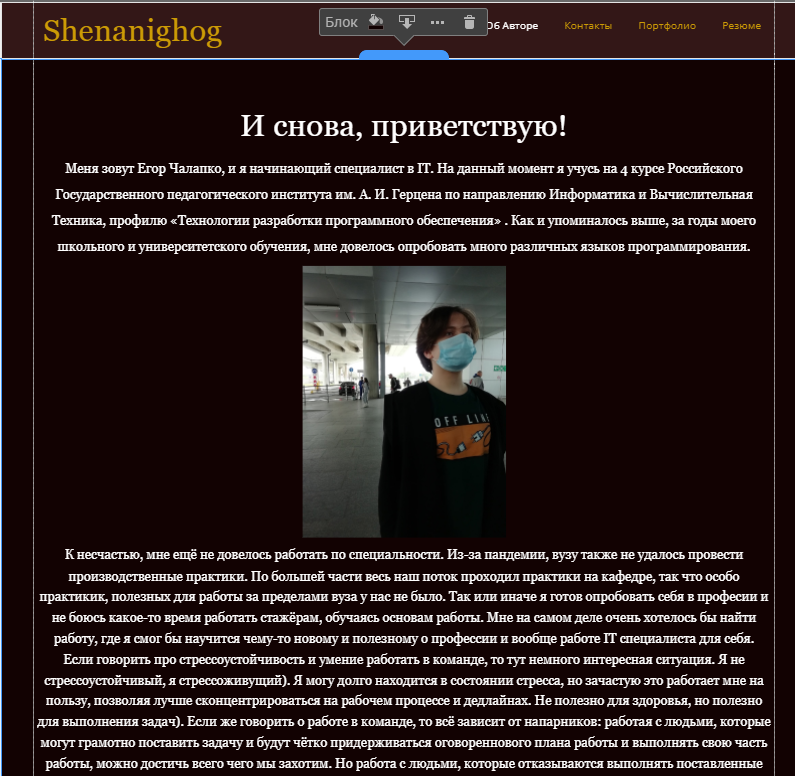 Shenanighog
Блок
Об Авторе Контакты Портфолио Резюме
И снова, приветствую!
Меня зовут Егор Чалапко, и я начинающий специалист в IT. На данный момент я учусь на 4 курсе Российского
Государственного педагогического института им. А. И. Герцена по направлению Информатика и Вычислительная
Техника, профилю «Технологии разработки программного обеспечения» . Как и упоминалось выше, за годы моего
школьного и университетского обучения, мне довелось опробовать много различных языков программирования.
OFF LINE
К несчастью, мне ещё не довелось работать по специальности. Из-за пандемии, вузу также не удалось провести
производственные практики. По большей части весь наш поток проходил практики на кафедре, так что особо
практикик, полезных для работы за пределами вуза у нас не было. Так или иначе я готов опробовать себя в професии и
не боюсь какое-то время работать стажёрам, обучаясь основам работы. Мне на самом деле очень хотелось бы найти
работу, где я смог бы научится чему-то новому и полезному о профессии и вообще работе IT специалиста для себя.
Если говорить про стрессоустойчивость и умение работать в команде, то тут немного интересная ситуация. Я не
стрессоустойчивый, я стрессоживущий). Я могу долго находится в состоянии стресса, но зачастую это работает мне на
пользу, позволяя лучше сконцентрироваться на рабочем процессе и дедлайнах. Не полезно для здоровья, но полезно
для выполнения задач). Если же говорить о работе в команде, то всё зависит от напарников: работая с людьми, которые
могут грамотно поставить задачу и будут чётко придерживаться оговоренного плана работы и выполнять свою часть
работы, можно достичь всего чего мы захотим. Но работа с людьми, которые отказываются выполнять поставленные